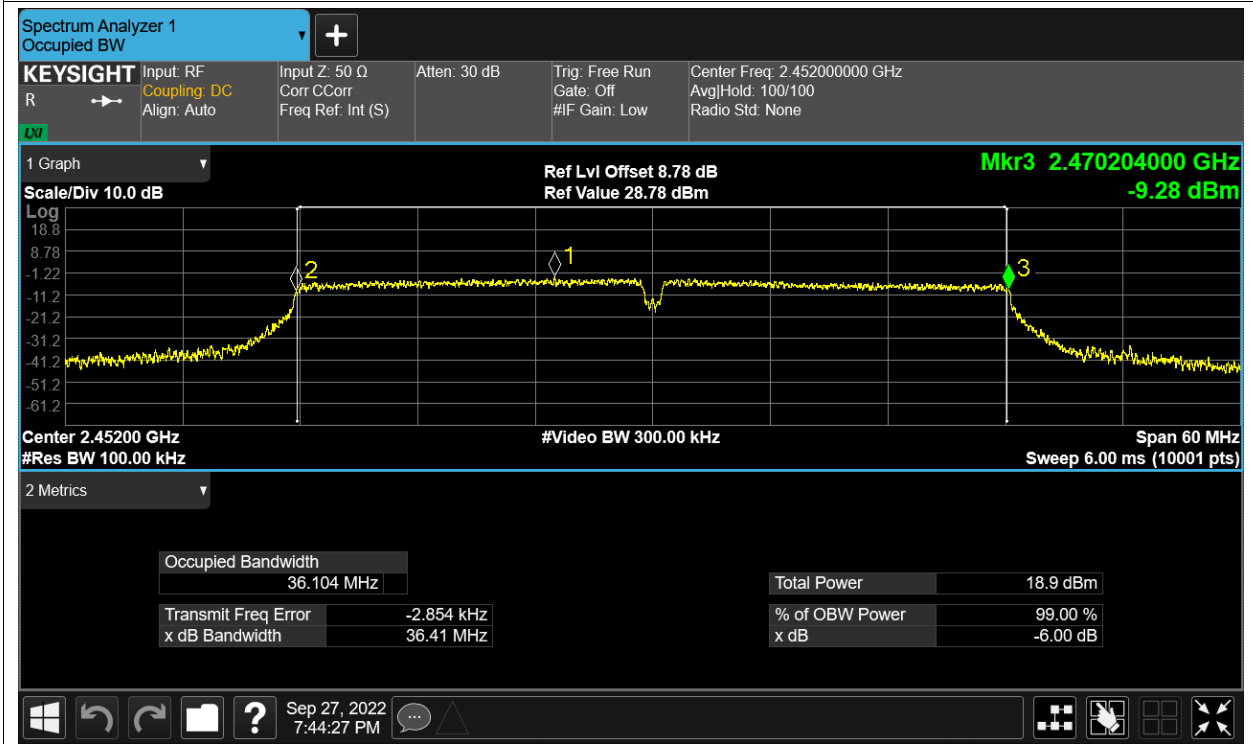 Spectrum Analyzer 1
Occupied BW
KEYSIGHT
R
LXI
Input: RF
Coupling: DC
Align: Auto
Input Z: 50 Ω
Corr CCorr
Freq Ref: Int (S)
Atten: 30 dB
Trig: Free Run
Gate: Off
#IF Gain: Low
Center Freq: 2.452000000 GHz
Avg|Hold: 100/100
Radio Std: None
1 Graph
Scale/Div 10.0 dB
Ref Lvl Offset 8.78 dB
Ref Value 28.78 dBm
Mkr3 2.470204000 GHz
-9.28 dBm
Log
18.8
8.78
-1.22
-11.2
-21.2
-31.2
-41.2
-51.2
-61.2
2
1
3
Center 2.45200 GHz
#Res BW 100.00 kHz
#Video BW 300.00 kHz
Span 60 MHz
Sweep 6.00 ms (10001 pts)
2 Metrics
Occupied Bandwidth
36.104 MHz
Transmit Freq Error -2.854 kHz
x dB Bandwidth 36.41 MHz
Total Power 18.9 dBm
% of OBW Power 99.00 %
x dB -6.00 dB
?
Sep 27, 2022
7:44:27 PM